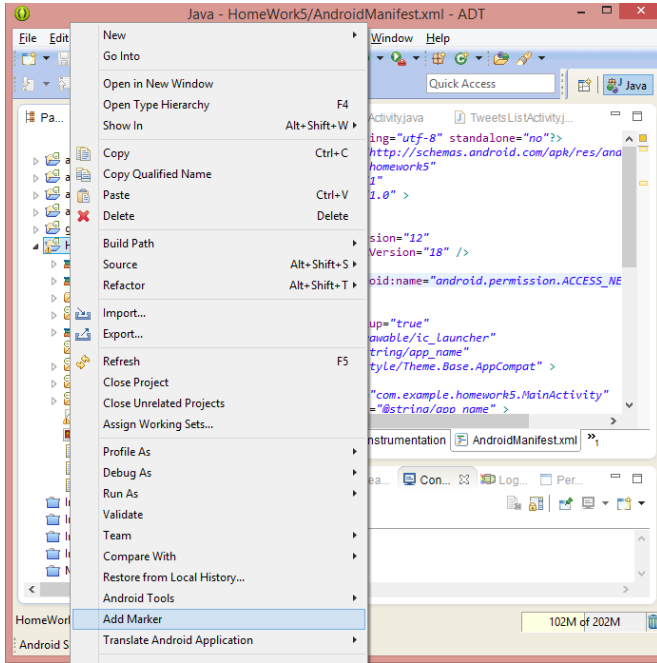 Java - HomeWork5/AndroidManifest.xml - ADT
File Edit Window Help
Quick Access
Java
Pa...
New
Go Into
Open in New Window
Open Type Hierarchy F4
Show In Alt+Shift+W
Copy Ctrl+C
Copy Qualified Name
Paste Ctrl+V
Delete Delete
Build Path
Source Alt+Shift+S
Refactor Alt+Shift+T
Import...
Export...
Refresh F5
Close Project
Close Unrelated Projects
Assign Working Sets...
Profile As
Debug As
Run As
Validate
Team
Compare With
Restore from Local History...
Android Tools
Add Marker
Translate Android Application
Activity.java TweetsListActivity.j...
ing="utf-8" standalone="no"?>
http://schemas.android.com/apk/res/and
homework5"
1"
1.0" >
sion="12"
Version="18" />
oid:name="android.permission.ACCESS_NE
up="true"
awable/ic_launcher"
tring/app_name"
tyle/Theme.Base.AppCompat" >
"com.example.homework5.MainActivity"
="@string/app_name" >
nstrumentation AndroidManifest.xml »1
ea... Con... Log... Per...
HomeWorl
102M of 202M
Android S